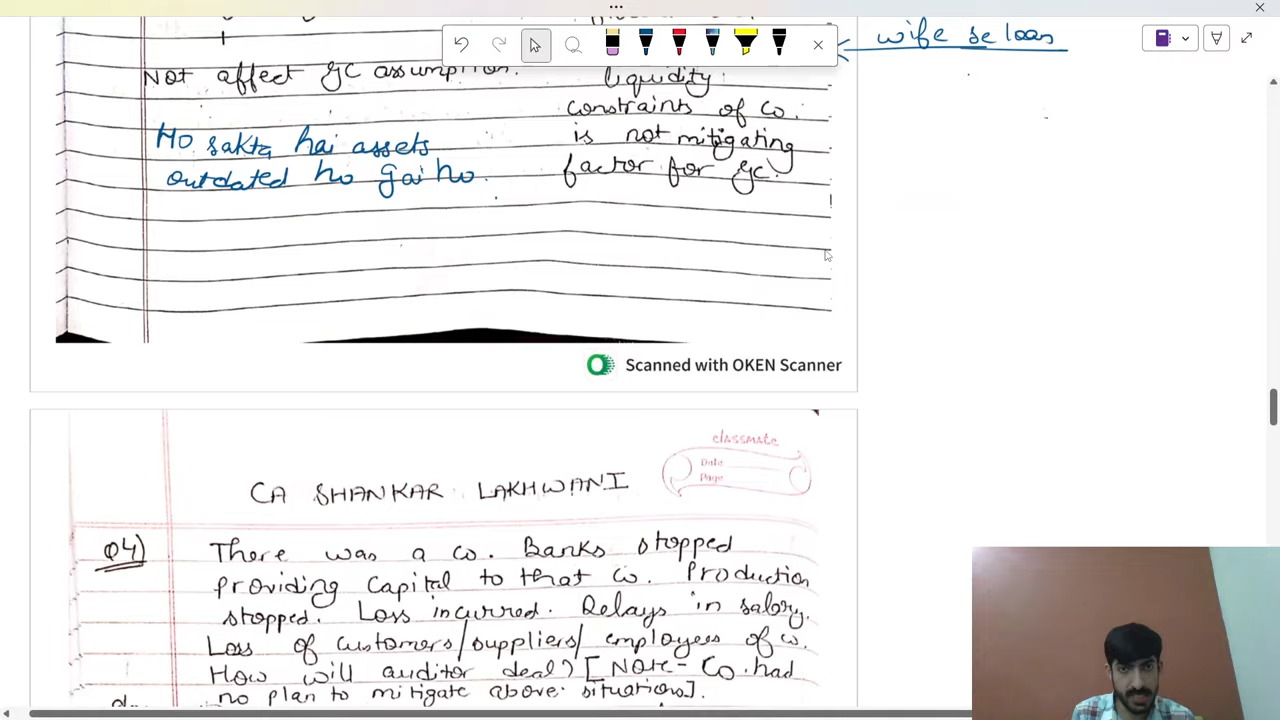 wife se loan
Not affect GC assumption.
liquidity
constraints of co.
is not mitigating
factor for GC.
Ho sakta hai assets
outdated ho gai ho.
Scanned with OKEN Scanner
classmate
Date
Page
CA SHANKAR LAKHWANI
Q4)
There was a co. Banks stopped
providing capital to that co. Production
stopped. Loss incurred. Delays in salary.
Loss of customers/suppliers/employees of co.
How will auditor deal? [Note - Co. had
no plan to mitigate above situations].